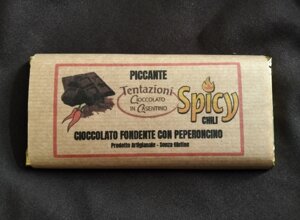 PICCANTE
Tentazioni
CIOCCOLATO
IN CASENTINO
Spicy
CHILI
CIOCCOLATO FONDENTE CON PEPERONCINO
Prodotto Artigianale - Senza Glutine